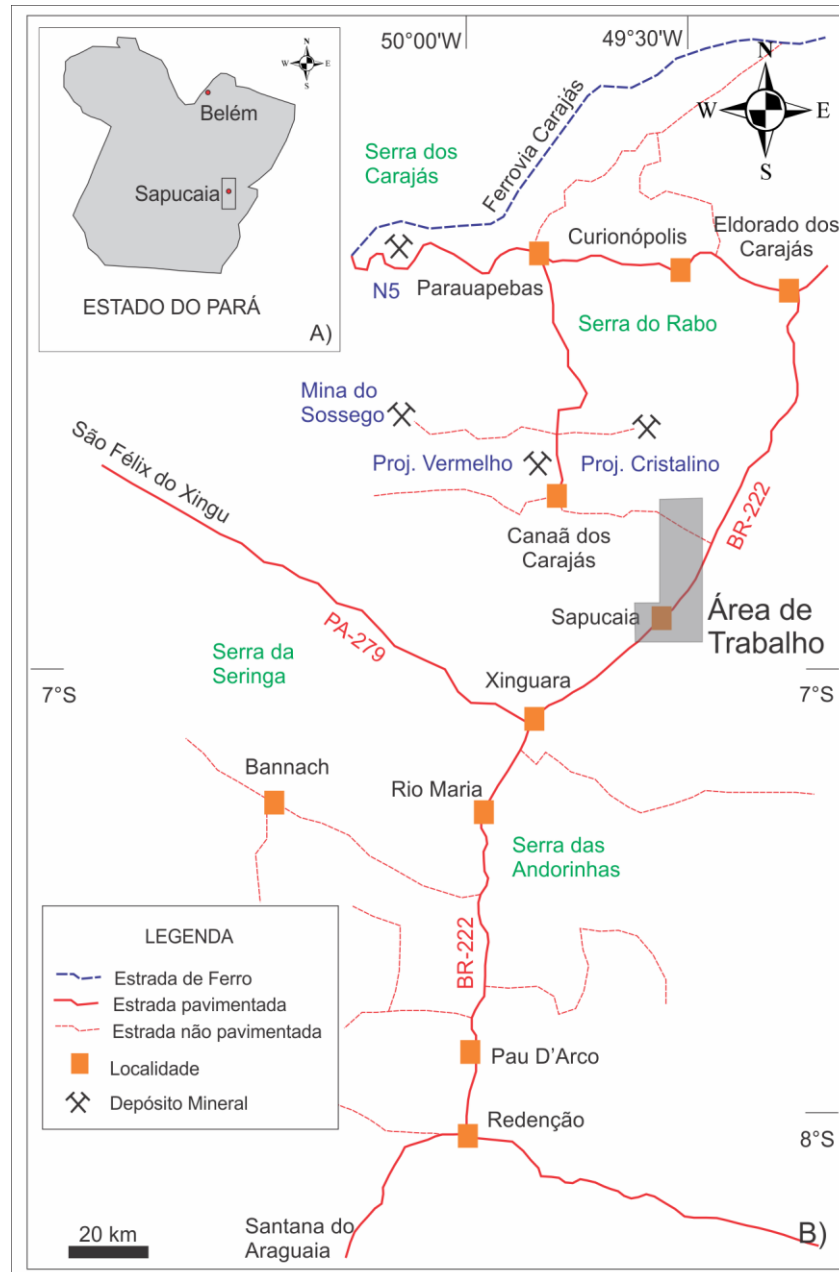 50°00'W
49°30'W
N
W
E
S
N
W
E
S
Belém
Sapucaia
ESTADO DO PARÁ
A)
Serra dos
Carajás
Ferrovia Carajás
Curionópolis
Eldorado dos
Carajás
N5
Parauapebas
Serra do Rabo
Mina do
Sossego
São Félix do Xingu
Proj. Vermelho
Proj. Cristalino
BR-222
Canaã dos
Carajás
Sapucaia
Área de
Trabalho
PA-279
Serra da
Seringa
7°S
7°S
Xinguara
Bannach
Rio Maria
Serra das
Andorinhas
BR-222
LEGENDA
Estrada de Ferro
Estrada pavimentada
Estrada não pavimentada
Localidade
Depósito Mineral
Pau D'Arco
Redenção
8°S
20 km
Santana do
Araguaia
B)